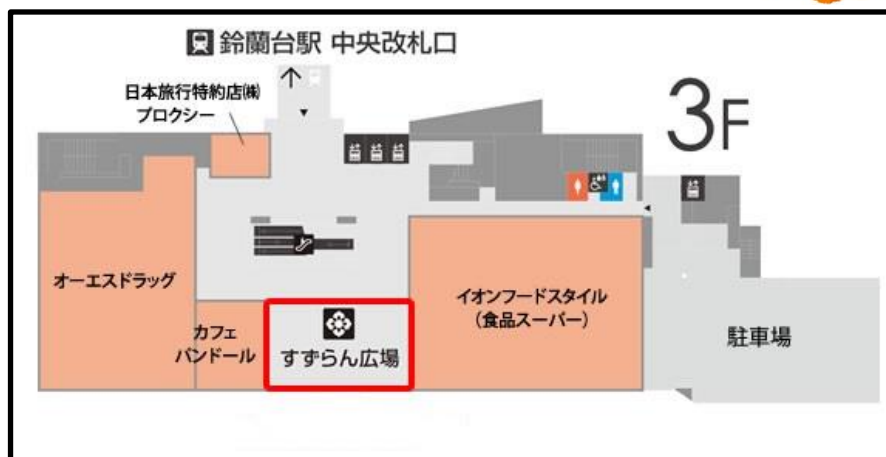 鈴蘭台駅 中央改札口
日本旅行特約店㈱
プロクシー
3F
オーエスドラッグ
カフェ
バンドール
すずらん広場
イオンフードスタイル
(食品スーパー)
駐車場